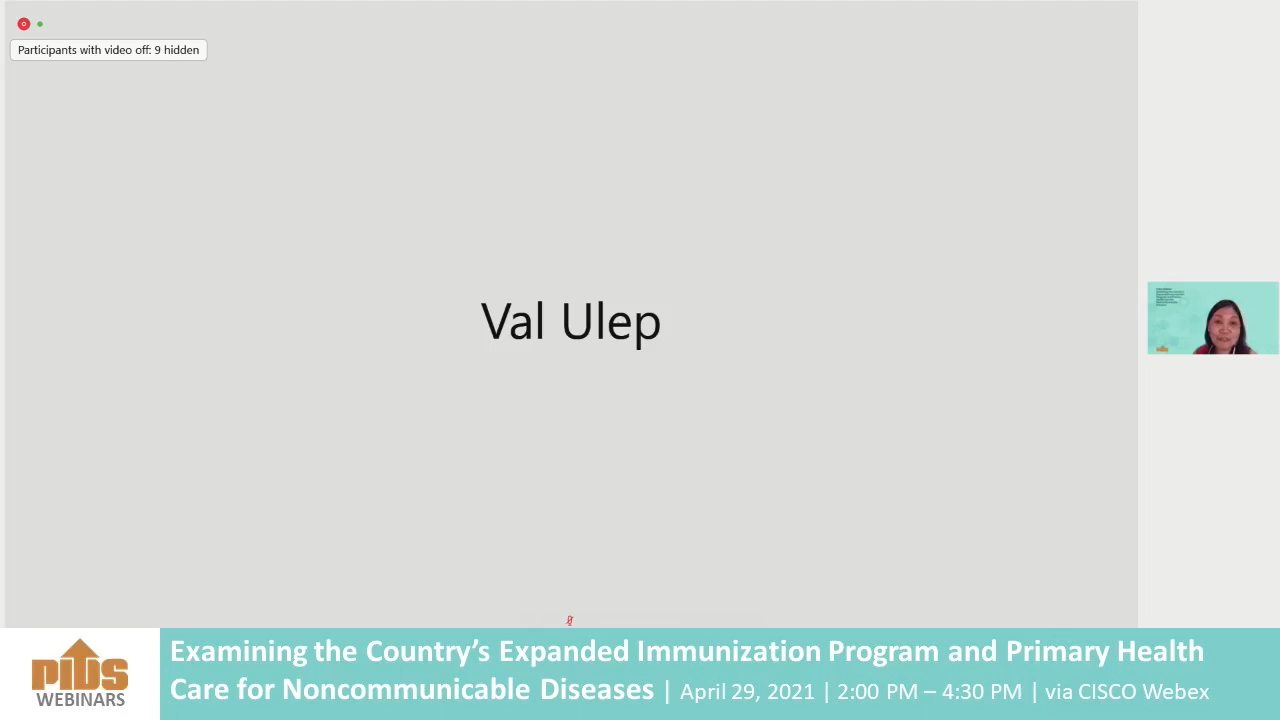 Participants with video off: 9 hidden
Val Ulep
PIDS
WEBINARS
Examining the Country's Expanded Immunization Program and Primary Health
Care for Noncommunicable Diseases | April 29, 2021 | 2:00 PM – 4:30 PM | via CISCO Webex